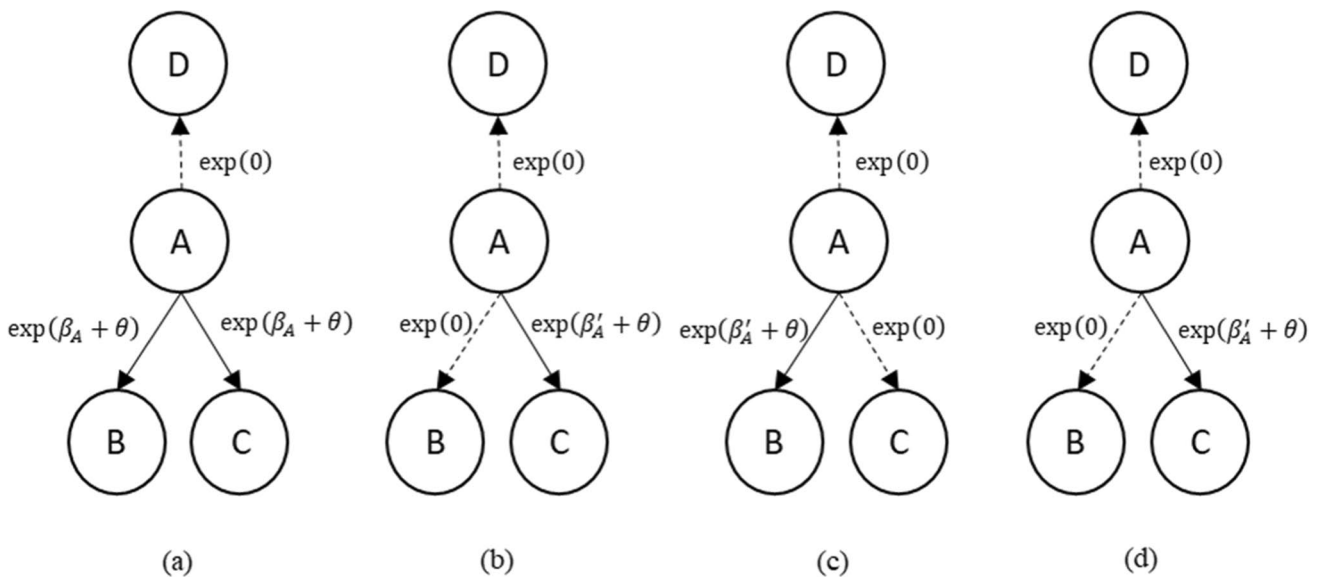 D D D D
exp(0) exp(0) exp(0) exp(0)
A A A A
exp(β_A + θ) exp(β_A + θ) exp(0) exp(β′_A + θ) exp(β′_A + θ) exp(0) exp(0) exp(β′_A + θ)
B C B C B C B C
(a) (b) (c) (d)